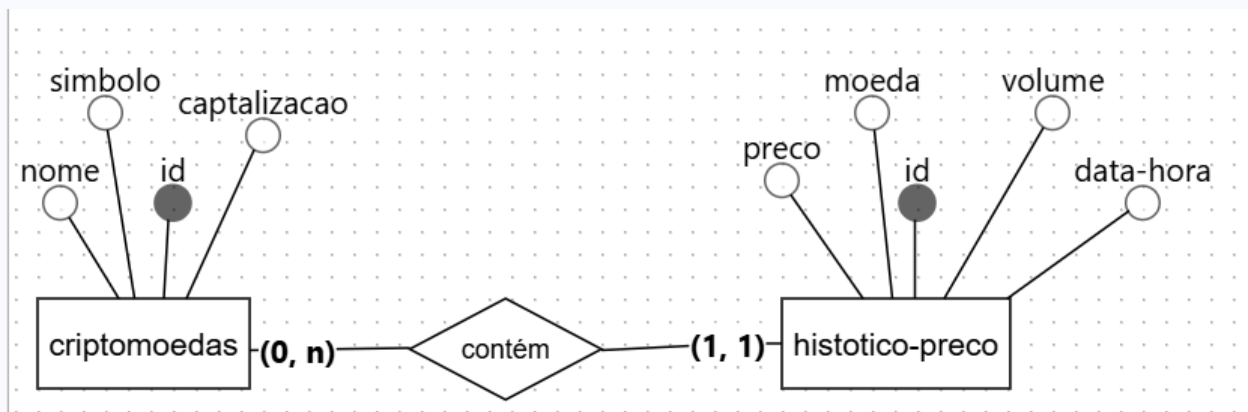 simbolo
captalizacao
nome
id
criptomoedas
(0, n)
contém
(1, 1)
moeda
volume
preco
id
data-hora
histotico-preco